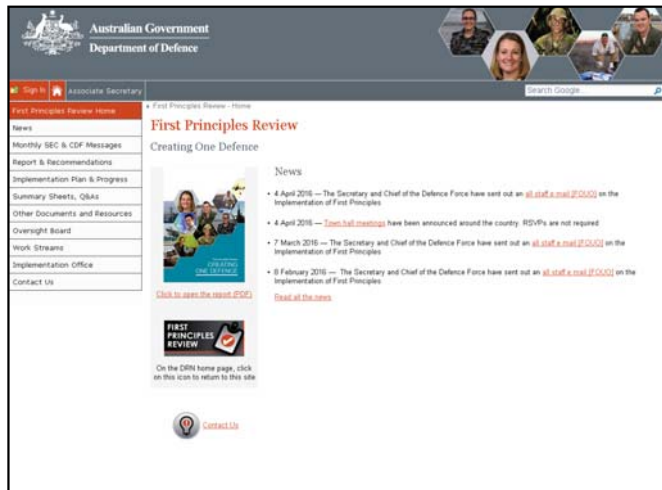 Australian Government
Department of Defence
Sign In
Associate Secretary
Search Google...
First Principles Review Home
News
Monthly SEC & CDF Messages
Report & Recommendations
Implementation Plan & Progress
Summary Sheets, Q&As
Other Documents and Resources
Oversight Board
Work Streams
Implementation Office
Contact Us
First Principles Review - Home
First Principles Review
Creating One Defence
CREATING
ONE DEFENCE
Click to open the report (PDF)
FIRST
PRINCIPLES
REVIEW
On the DRN home page, click
on this icon to return to this site
Contact Us
News
• 4 April 2016 — The Secretary and Chief of the Defence Force have sent out an all staff e mail [FOUO] on the
Implementation of First Principles
• 4 April 2016 — Town hall meetings have been announced around the country. RSVPs are not required
• 7 March 2016 — The Secretary and Chief of the Defence Force have sent out an all staff e mail [FOUO] on the
Implementation of First Principles
• 8 February 2016 — The Secretary and Chief of the Defence Force have sent out an all staff e mail [FOUO] on the
Implementation of First Principles
Read all the news